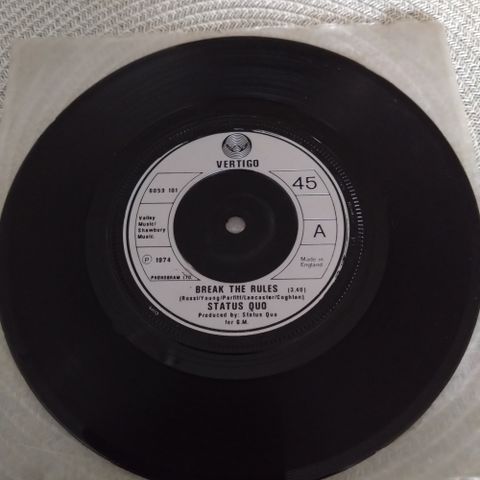 VERTIGO
6059 101
45
Valley
Music/
Shawbury
Music.
A
℗ 1974
Made in
England
PHONOGRAM LTD.
BREAK THE RULES (3.40)
(Rossi/Young/Parfitt/Lancaster/Coghlan)
STATUS QUO
Produced by: Status Quo
for G.M.